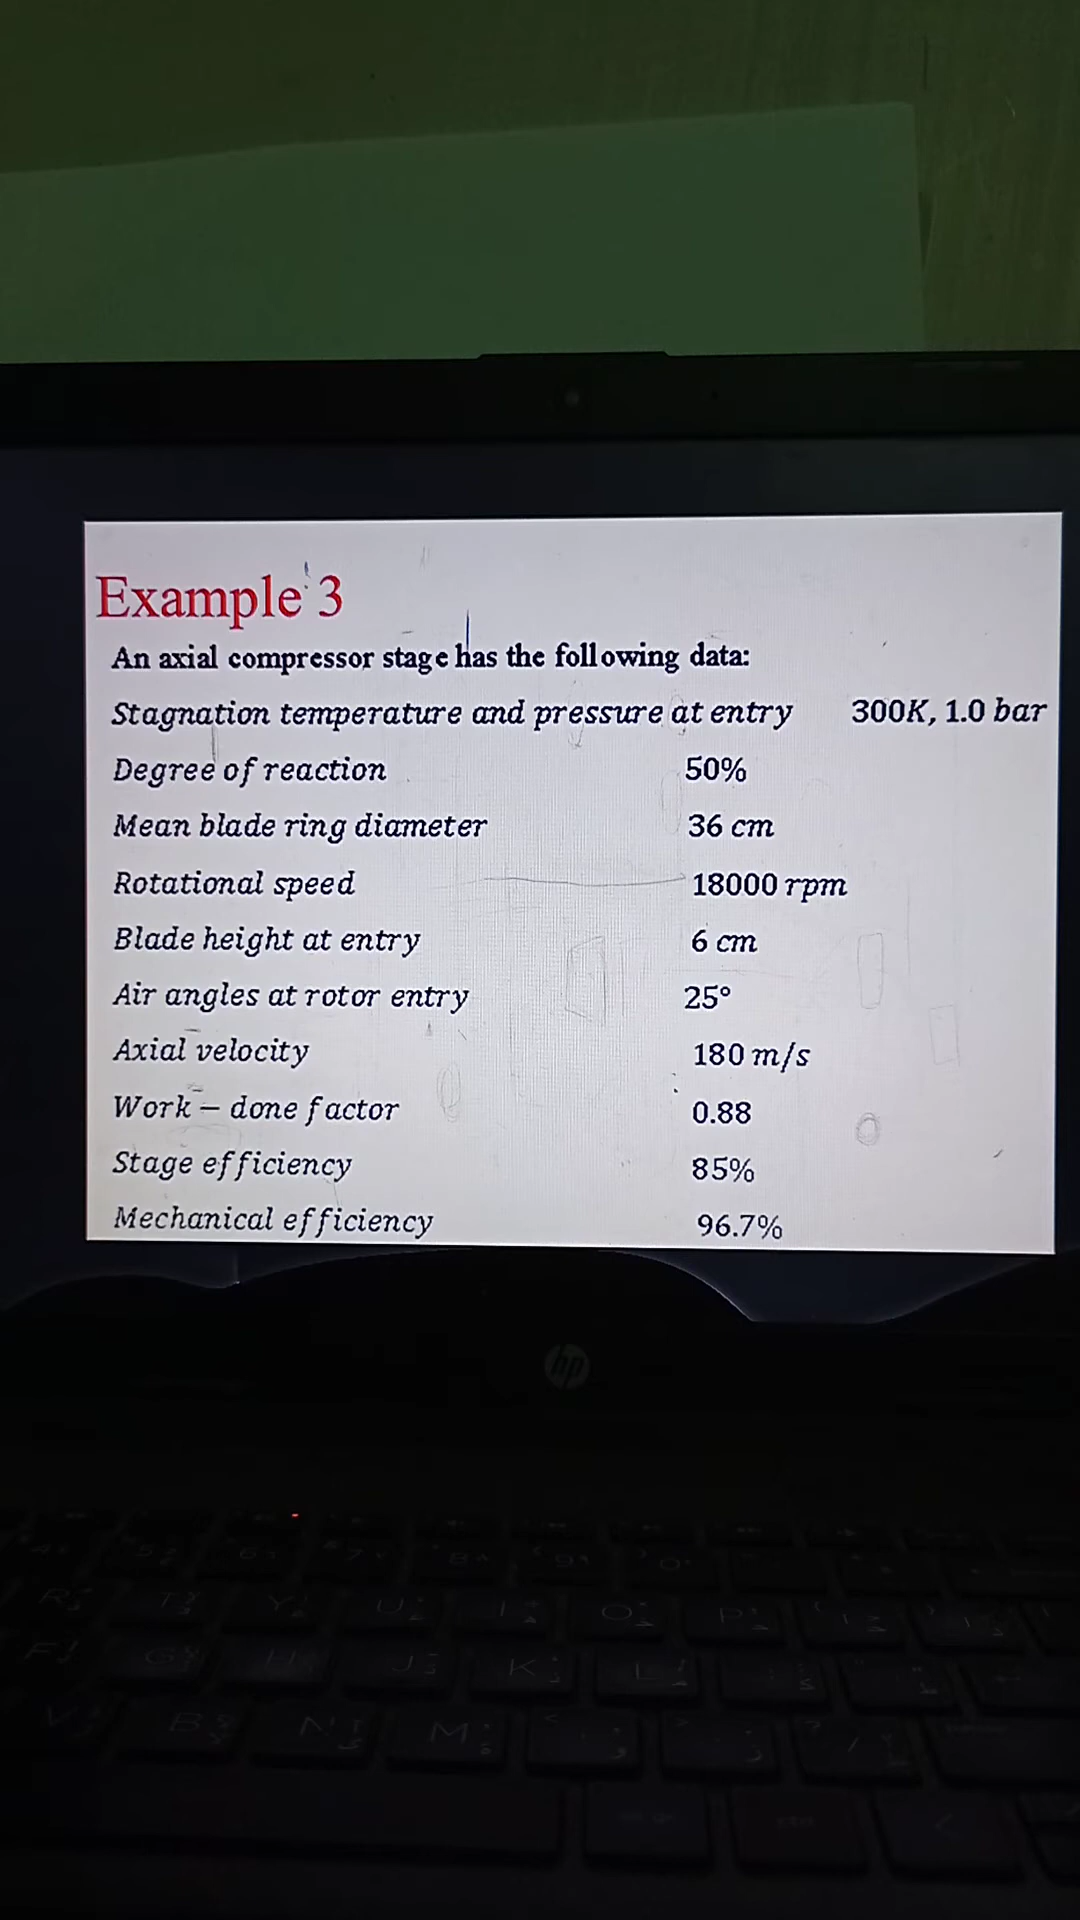 Example 3
An axial compressor stage has the following data:
Stagnation temperature and pressure at entry 300K, 1.0 bar
Degree of reaction 50%
Mean blade ring diameter 36 cm
Rotational speed 18000 rpm
Blade height at entry 6 cm
Air angles at rotor entry 25°
Axial velocity 180 m/s
Work – done factor 0.88
Stage efficiency 85%
Mechanical efficiency 96.7%
hp
R T Y U I O P
F G H J K L
V B N M